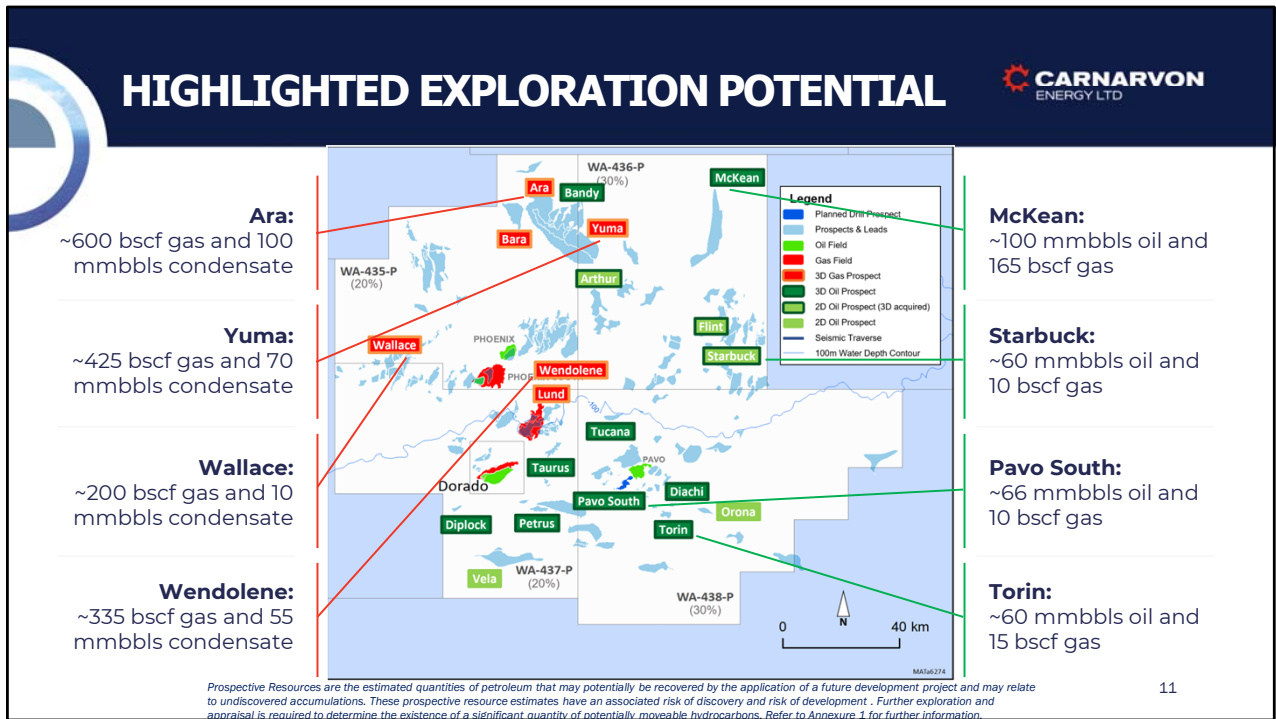 HIGHLIGHTED EXPLORATION POTENTIAL
CARNARVON
ENERGY LTD
Ara:
~600 bscf gas and 100
mmbbls condensate
Yuma:
~425 bscf gas and 70
mmbbls condensate
Wallace:
~200 bscf gas and 10
mmbbls condensate
Wendolene:
~335 bscf gas and 55
mmbbls condensate
WA-436-P
(30%)
McKean
Ara
Bandy
Bara
Yuma
WA-435-P
(20%)
Arthur
Wallace
PHOENIX
Flint
Starbuck
PHOE
Wendolene
Lund
-100
Tucana
Taurus
PAVO
Dorado
Pavo South
Diachi
Orona
Diplock
Petrus
Torin
Vela
WA-437-P
(20%)
WA-438-P
(30%)
N
0 40 km
MATa6274
Legend
Planned Drill Prospect
Prospects & Leads
Oil Field
Gas Field
3D Gas Prospect
3D Oil Prospect
2D Oil Prospect (3D acquired)
2D Oil Prospect
Seismic Traverse
100m Water Depth Contour
McKean:
~100 mmbbls oil and
165 bscf gas
Starbuck:
~60 mmbbls oil and
10 bscf gas
Pavo South:
~66 mmbbls oil and
10 bscf gas
Torin:
~60 mmbbls oil and
15 bscf gas
Prospective Resources are the estimated quantities of petroleum that may potentially be recovered by the application of a future development project and may relate
to undiscovered accumulations. These prospective resource estimates have an associated risk of discovery and risk of development . Further exploration and
appraisal is required to determine the existence of a significant quantity of potentially moveable hydrocarbons. Refer to Annexure 1 for further information.
11